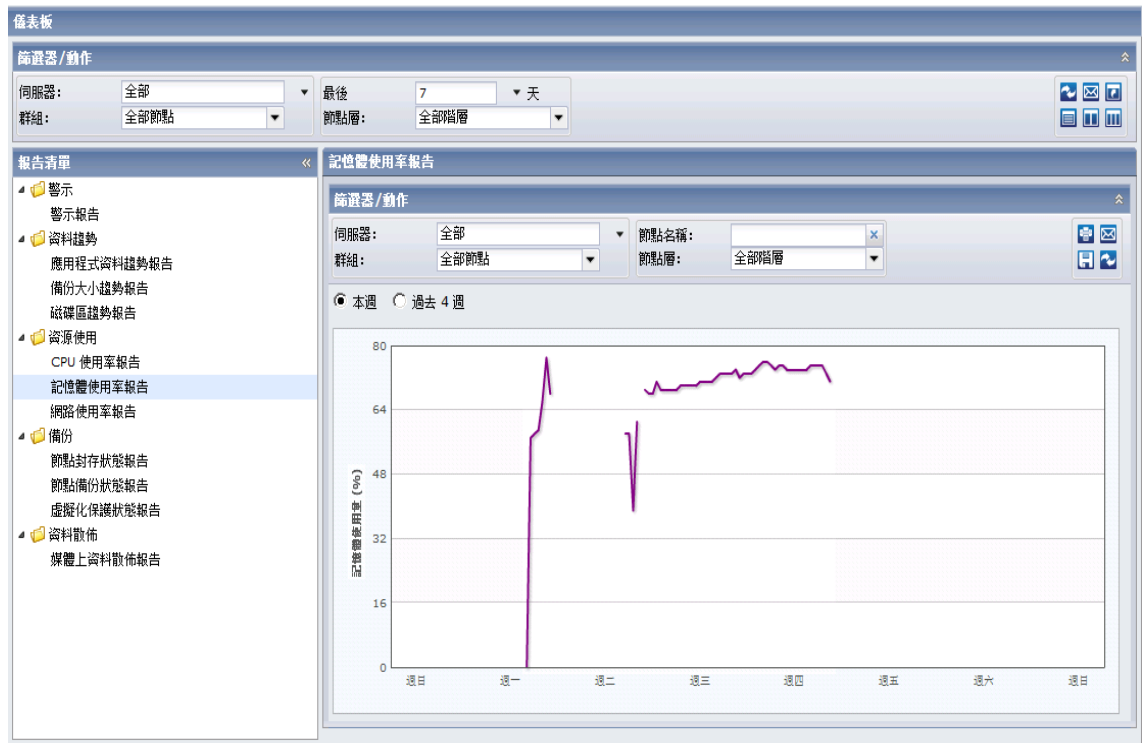 儀表板
篩選器/動作
伺服器: 全部 最後 7 天
群組: 全部節點 節點層: 全部階層
報告清單
警示
警示報告
資料趨勢
應用程式資料趨勢報告
備份大小趨勢報告
磁碟區趨勢報告
資源使用
CPU 使用率報告
記憶體使用率報告
網路使用率報告
備份
節點封存狀態報告
節點備份狀態報告
虛擬化保護狀態報告
資料散佈
媒體上資料散佈報告
記憶體使用率報告
篩選器/動作
伺服器: 全部 節點名稱:
群組: 全部節點 節點層: 全部階層
本週 過去 4 週
記憶體使用量 (%)
80
64
48
32
16
0
週日 週一 週二 週三 週四 週五 週六 週日